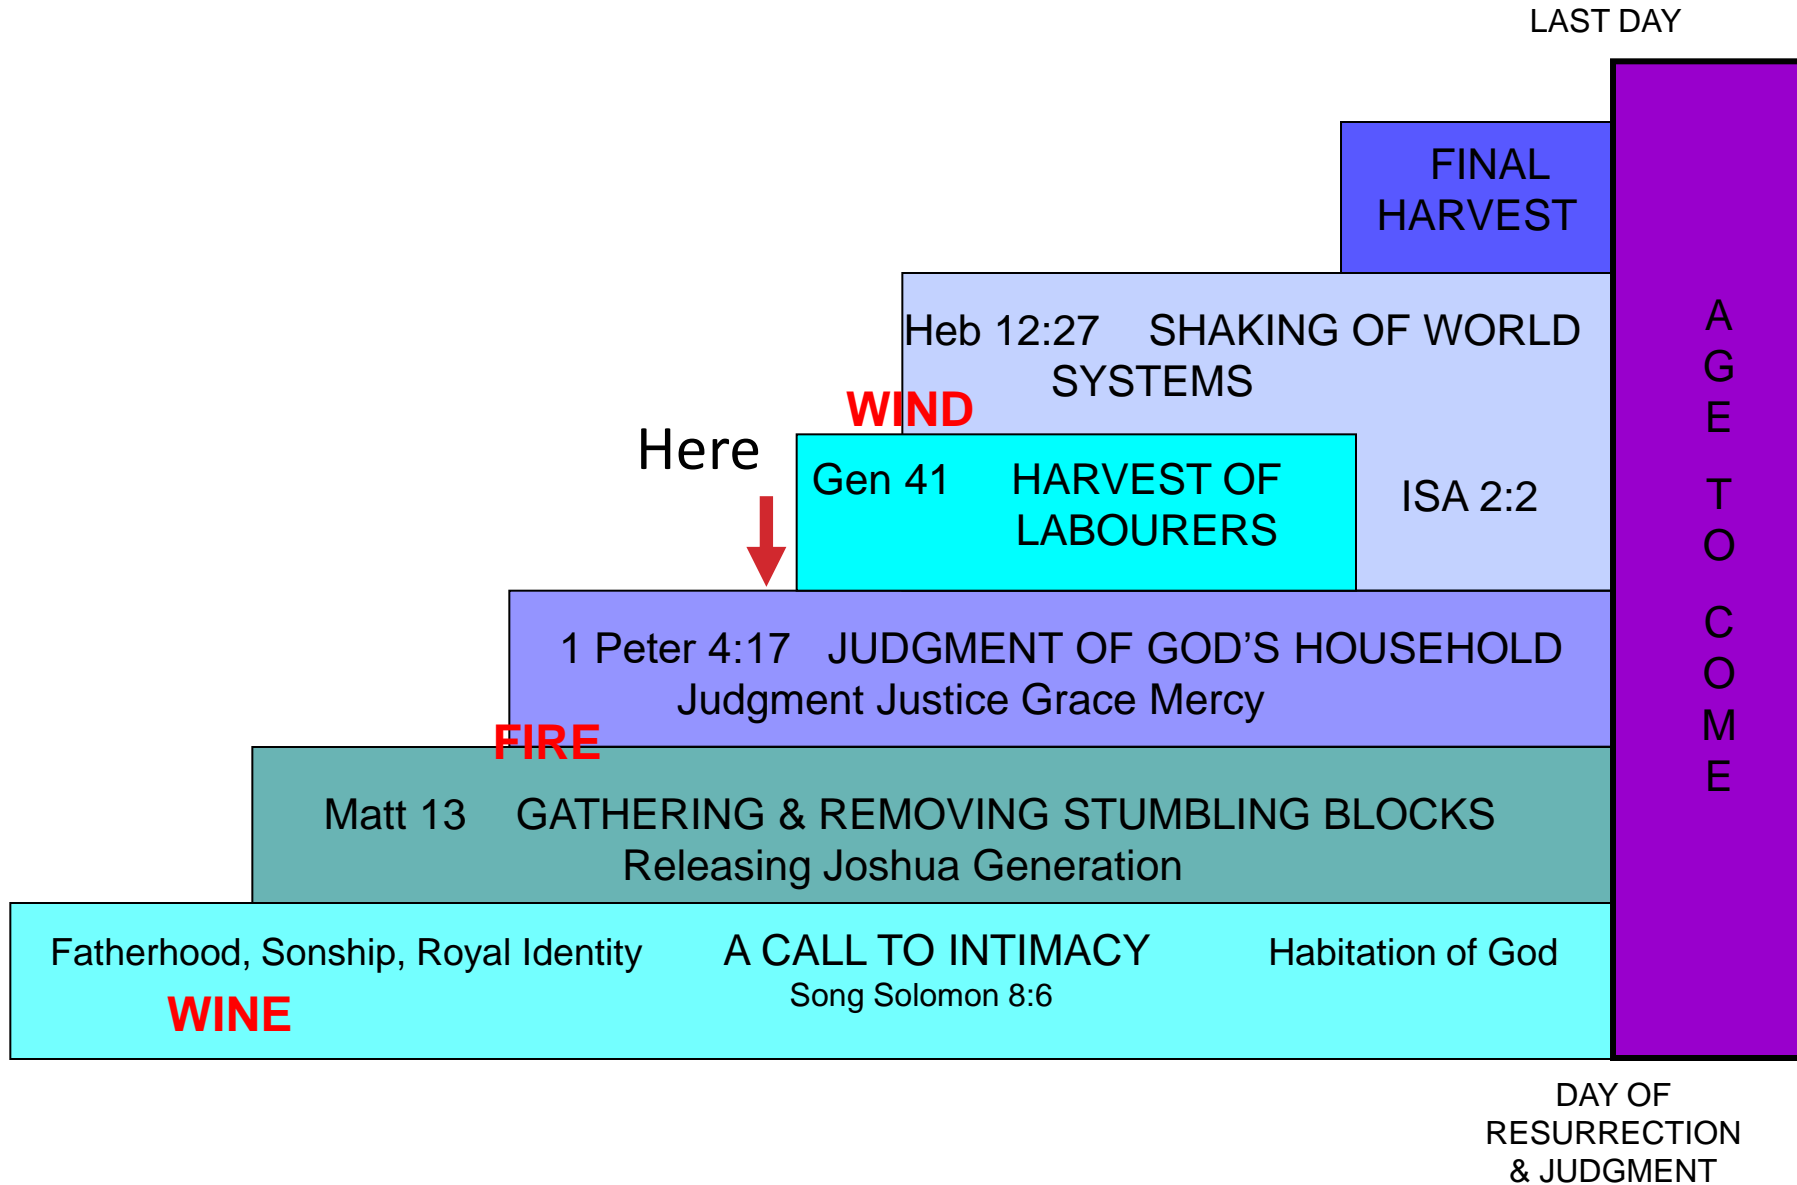 LAST DAY
FINAL
HARVEST
Heb 12:27 SHAKING OF WORLD
SYSTEMS
WIND
Here
Gen 41 HARVEST OF
LABOURERS
ISA 2:2
1 Peter 4:17 JUDGMENT OF GOD’S HOUSEHOLD
Judgment Justice Grace Mercy
FIRE
Matt 13 GATHERING & REMOVING STUMBLING BLOCKS
Releasing Joshua Generation
Fatherhood, Sonship, Royal Identity A CALL TO INTIMACY Habitation of God
Song Solomon 8:6
WINE
AGE TO COME
DAY OF
RESURRECTION
& JUDGMENT